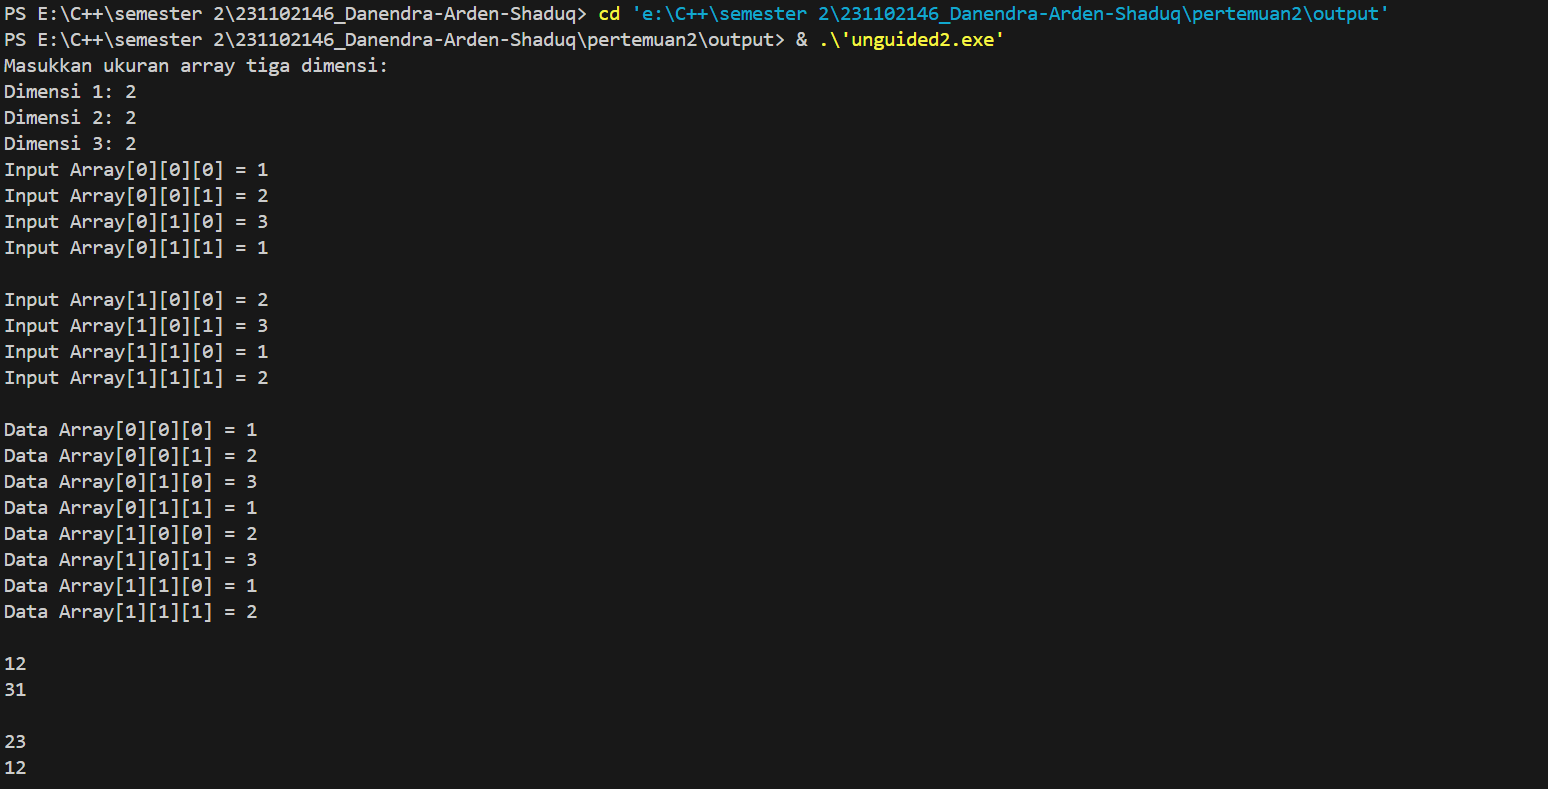 PS E:\C++\semester 2\231102146_Danendra-Arden-Shaduq> cd 'e:\C++\semester 2\231102146_Danendra-Arden-Shaduq\pertemuan2\output'
PS E:\C++\semester 2\231102146_Danendra-Arden-Shaduq\pertemuan2\output> & .\'unguided2.exe'
Masukkan ukuran array tiga dimensi:
Dimensi 1: 2
Dimensi 2: 2
Dimensi 3: 2
Input Array[0][0][0] = 1
Input Array[0][0][1] = 2
Input Array[0][1][0] = 3
Input Array[0][1][1] = 1
Input Array[1][0][0] = 2
Input Array[1][0][1] = 3
Input Array[1][1][0] = 1
Input Array[1][1][1] = 2
Data Array[0][0][0] = 1
Data Array[0][0][1] = 2
Data Array[0][1][0] = 3
Data Array[0][1][1] = 1
Data Array[1][0][0] = 2
Data Array[1][0][1] = 3
Data Array[1][1][0] = 1
Data Array[1][1][1] = 2
12
31
23
12